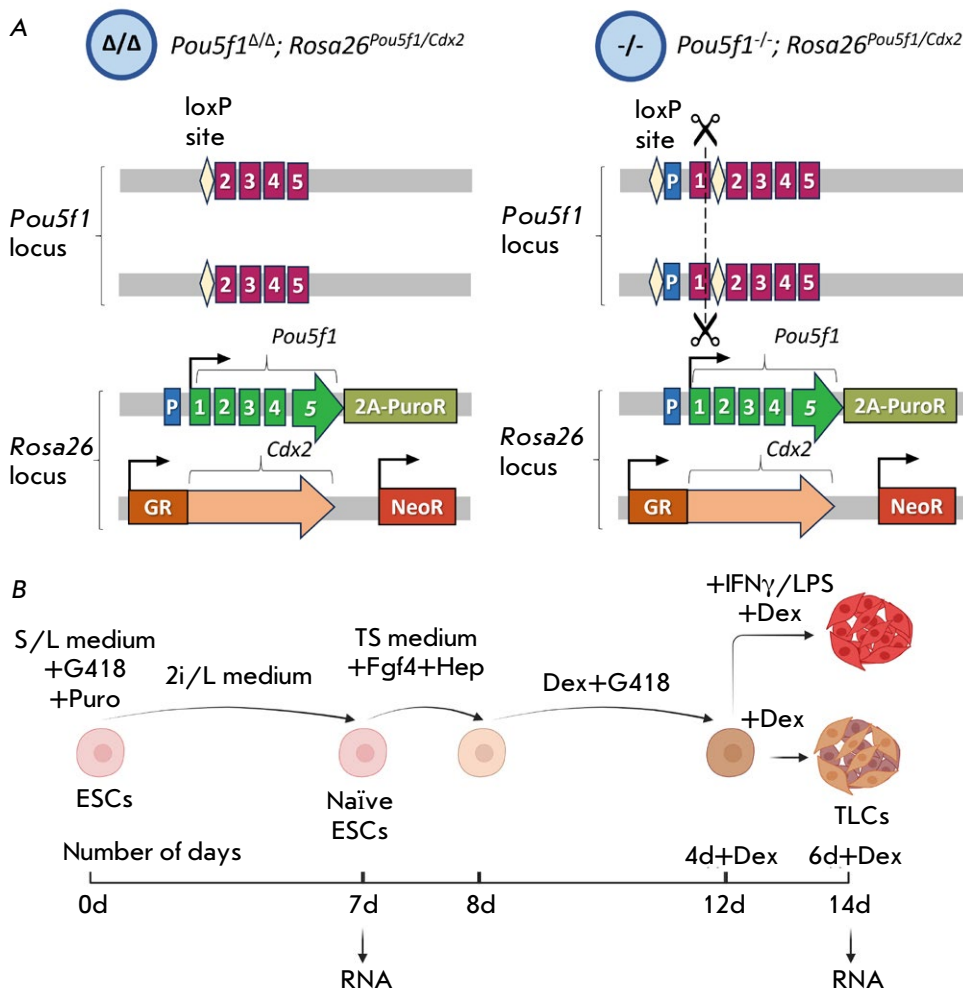 A
Δ/Δ
Pou5f1Δ/Δ; Rosa26Pou5f1/Cdx2
-/-
Pou5f1-/-; Rosa26Pou5f1/Cdx2
loxP
site
2 3 4 5
Pou5f1
locus
2 3 4 5
Pou5f1
P 1 2 3 4 5 2A-PuroR
Rosa26
locus
Cdx2
GR NeoR
loxP
site
P 1 2 3 4 5
Pou5f1
locus
P 1 2 3 4 5
Pou5f1
P 1 2 3 4 5 2A-PuroR
Rosa26
locus
Cdx2
GR NeoR
B
S/L medium
+G418
+Puro
2i/L medium
TS medium
+Fgf4+Hep
Dex+G418
+IFNγ/LPS
+Dex
+Dex
ESCs
Naïve
ESCs
TLCs
Number of days
4d+Dex
6d+Dex
0d
7d
8d
12d
14d
RNA
RNA